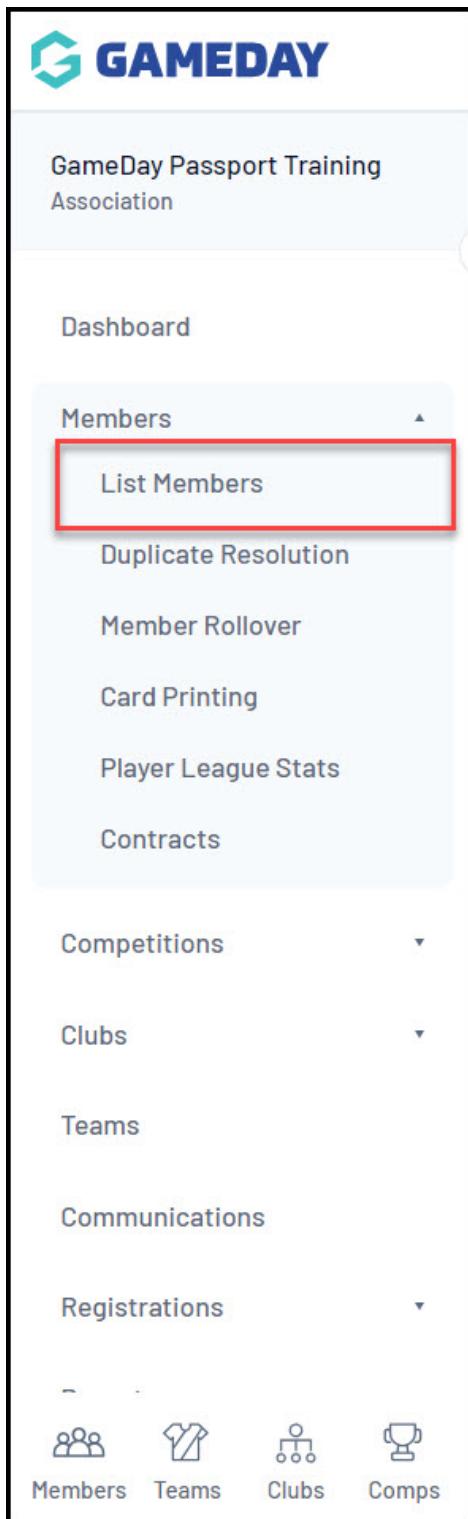 GAMEDAY
GameDay Passport Training
Association
Dashboard
Members
List Members
Duplicate Resolution
Member Rollover
Card Printing
Player League Stats
Contracts
Competitions
Clubs
Teams
Communications
Registrations
Members Teams Clubs Comps